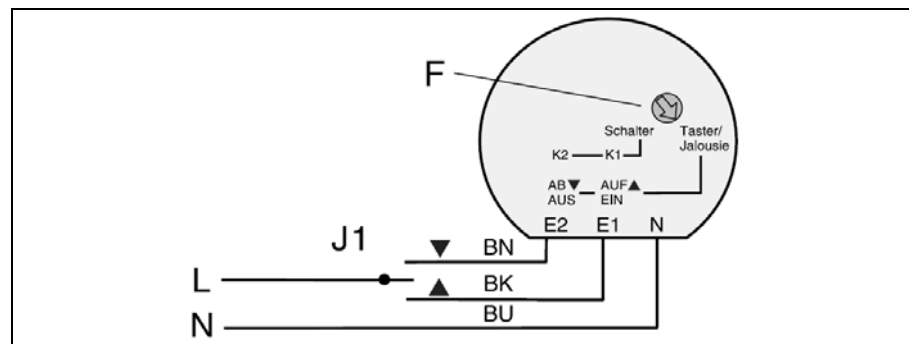 F
Schalter Taster/
Jalousie
K2 K1
AB▼ AUF▲
AUS EIN
E2 E1 N
J1
▼ BN
L
▲ BK
BU
N